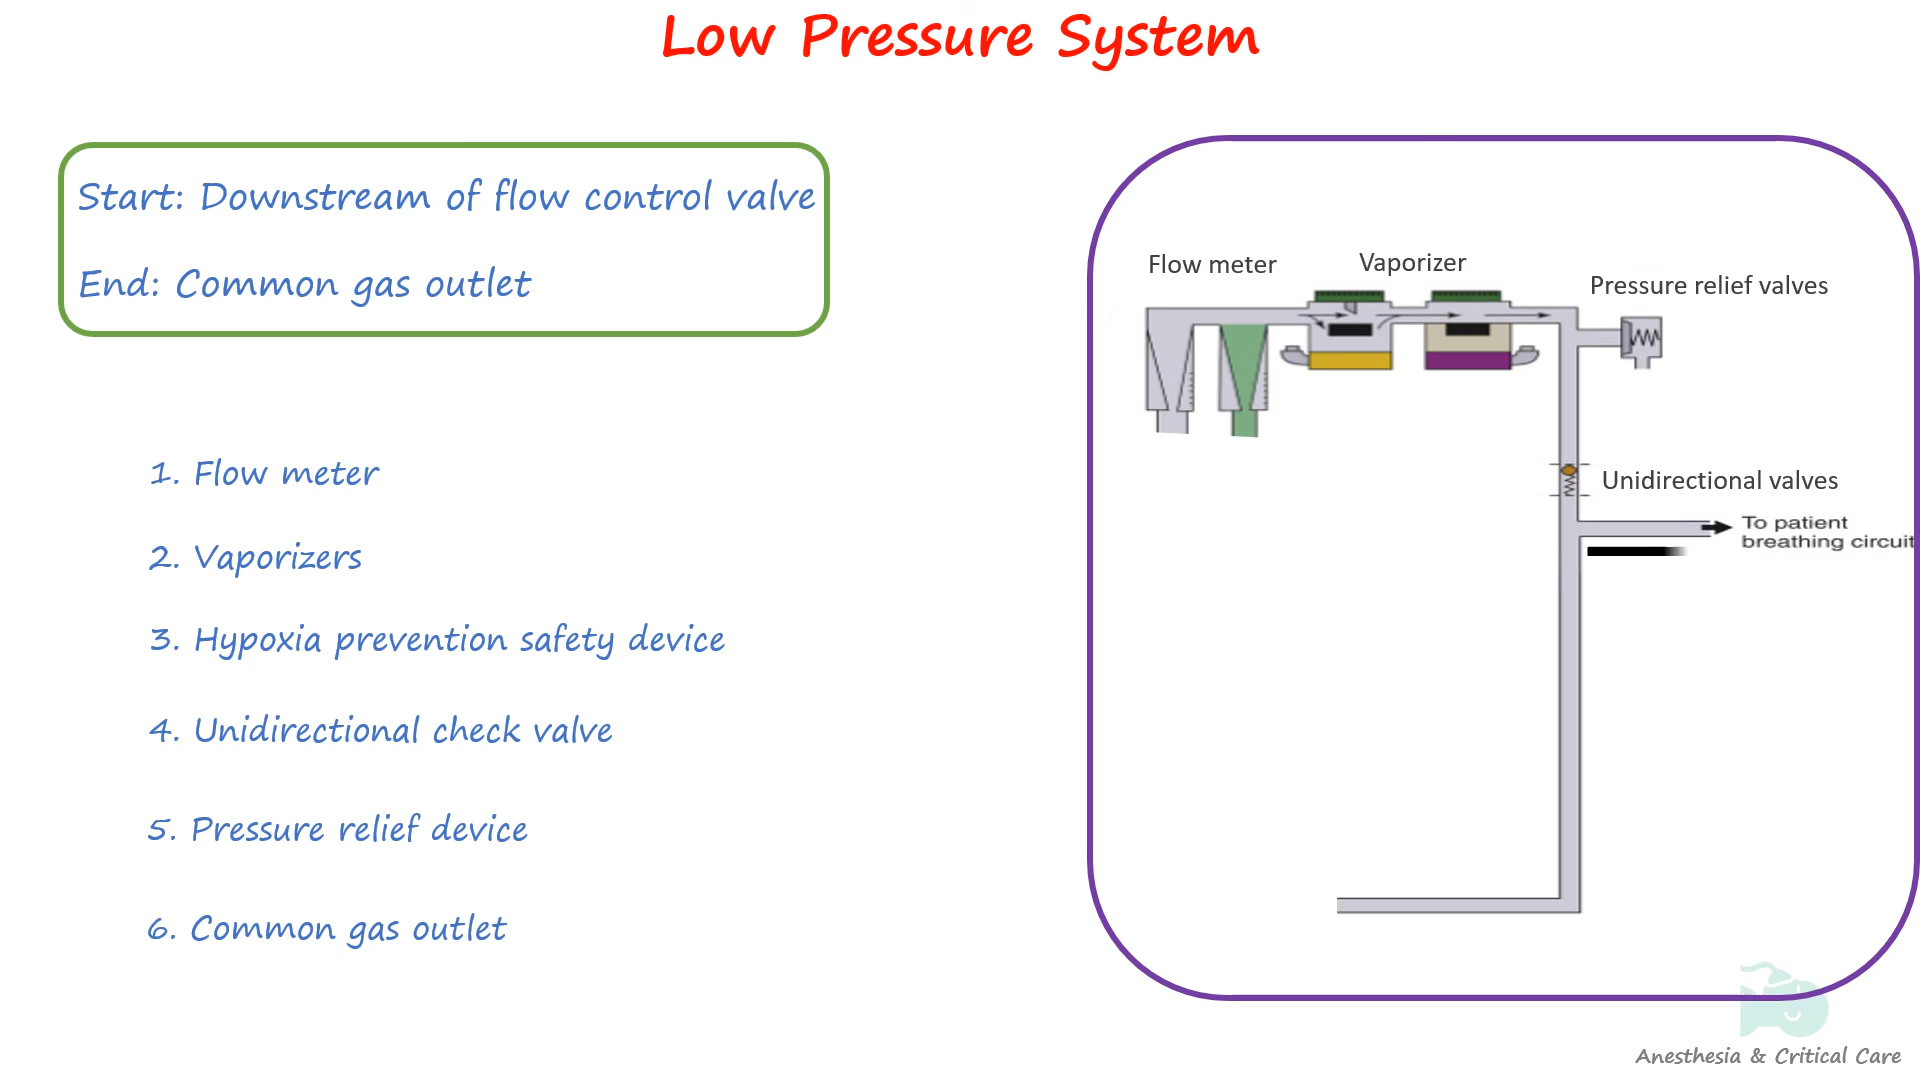 Low Pressure System
Start: Downstream of flow control valve
End: Common gas outlet
1. Flow meter
2. Vaporizers
3. Hypoxia prevention safety device
4. Unidirectional check valve
5. Pressure relief device
6. Common gas outlet
Flow meter
Vaporizer
Pressure relief valves
Unidirectional valves
To patient
breathing circuit
Anesthesia & Critical Care